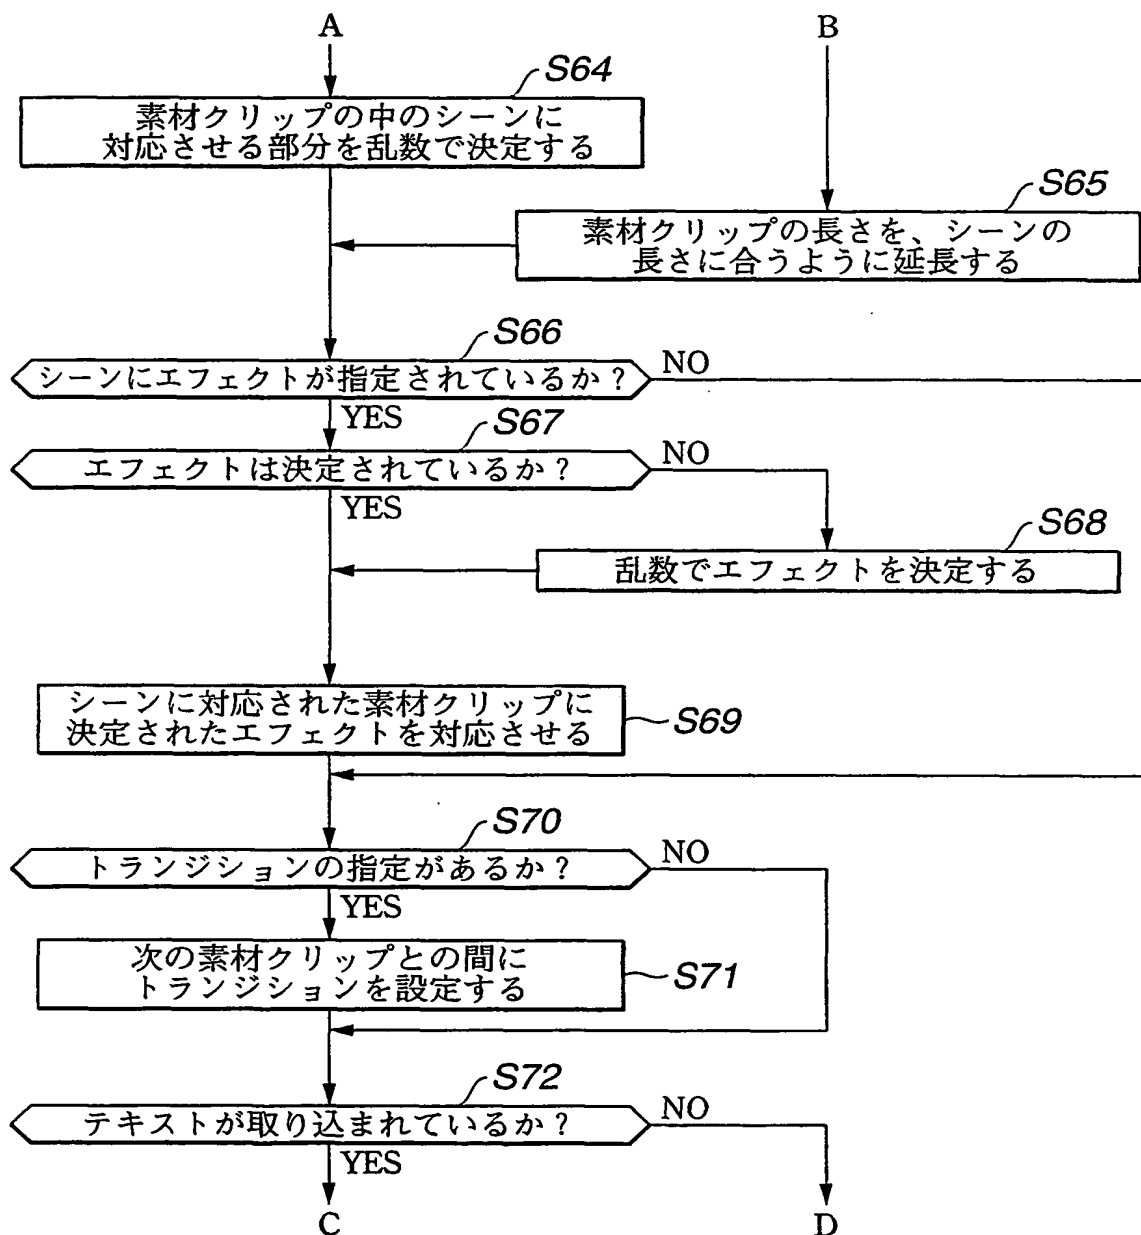 A
B
S64
素材クリップの中のシーンに
対応させる部分を乱数で決定する
S65
素材クリップの長さを、シーンの
長さに合うように延長する
S66
シーンにエフェクトが指定されているか？
NO
YES
S67
エフェクトは決定されているか？
NO
YES
S68
乱数でエフェクトを決定する
シーンに対応された素材クリップに
決定されたエフェクトを対応させる
S69
S70
トランジションの指定があるか？
NO
YES
次の素材クリップとの間に
トランジションを設定する
S71
S72
テキストが取り込まれているか？
NO
YES
C
D